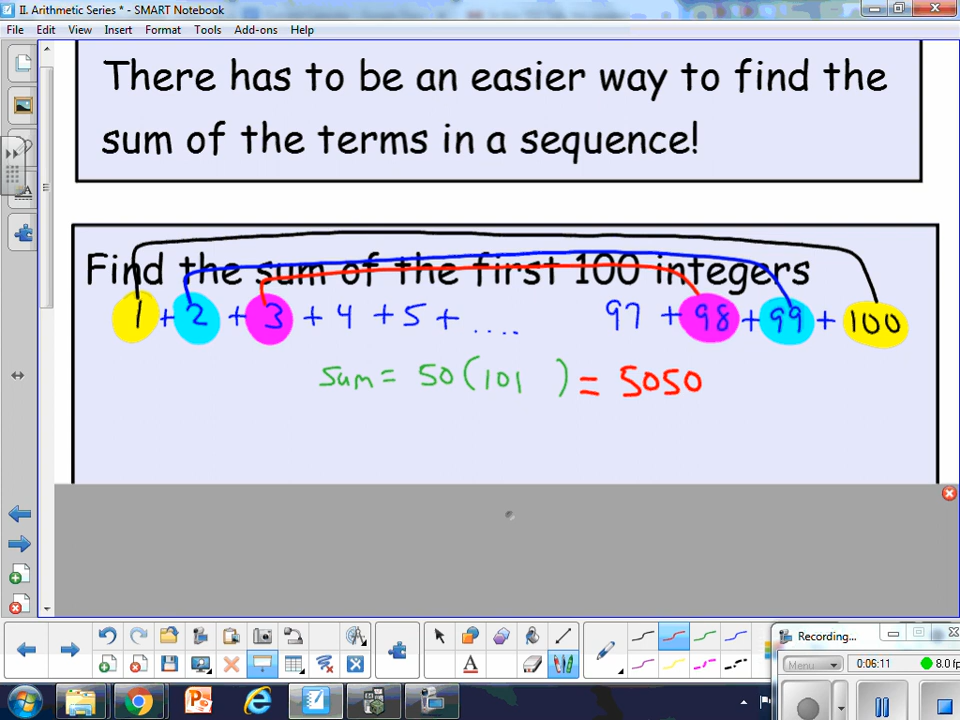 II. Arithmetic Series * - SMART Notebook
File Edit View Insert Format Tools Add-ons Help
There has to be an easier way to find the
sum of the terms in a sequence!
Find the sum of the first 100 integers
1 + 2 + 3 + 4 + 5 + .... 97 + 98 + 99 + 100
Sum = 50 (101 ) = 5050
Recording...
Menu 0:06:11 8.0 fp